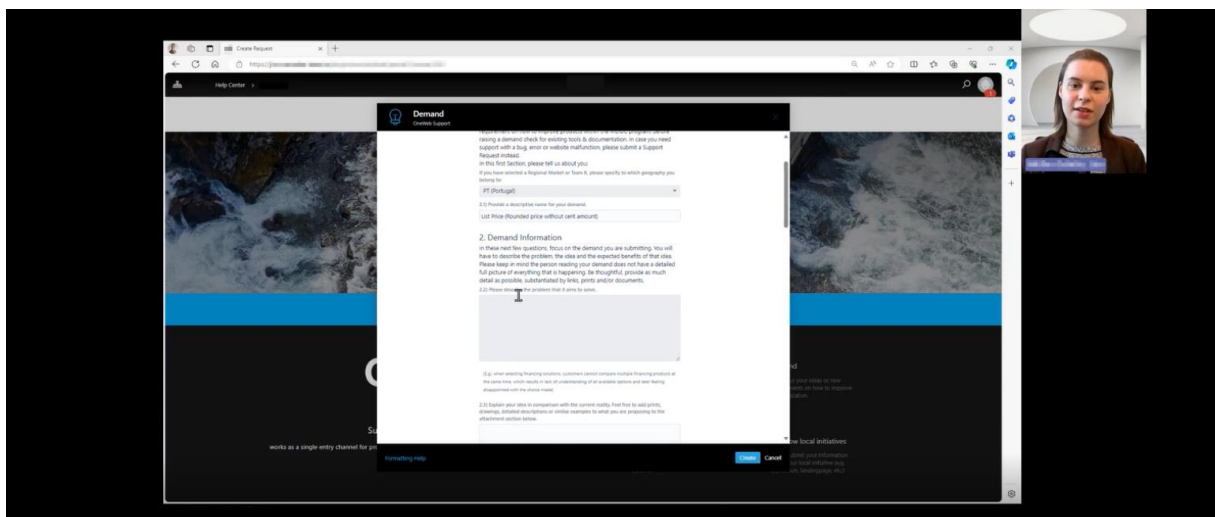 Create Request
https://
Help Center >
Demand
OneWeb Support
raising a demand check for existing tools & documentation. In case you need
support with a bug, error or website malfunction, please submit a Support
Request instead.
In this first Section, please tell us about you:
If you have selected a Regional Market or Team X, please specify to which geography you
belong to:
PT (Portugal)
2.1) Provide a descriptive name for your demand.
List Price (Rounded price without cent amount)
2. Demand Information
in these next few questions, focus on the demand you are submitting. You will
have to describe the problem, the idea and the expected benefits of that idea.
Please keep in mind the person reading your demand does not have a detailed
full picture of everything that is happening. Be thoughtful, provide as much
detail as possible, substantiated by links, prints and/or documents.
2.2) Please describe the problem that it aims to solve.
(E.g.: when selecting financing solutions, customers cannot compare multiple financing products at
the same time, which results in lack of understanding of all available options and later feeling
disappointed with the choice made)
2.3) Explain your idea in comparison with the current reality. Feel free to add prints,
drawings, detailed descriptions or similar examples to what you are proposing to the
attachment section below.
works as a single entry channel for
local initiatives
Formatting Help
Create
Cancel